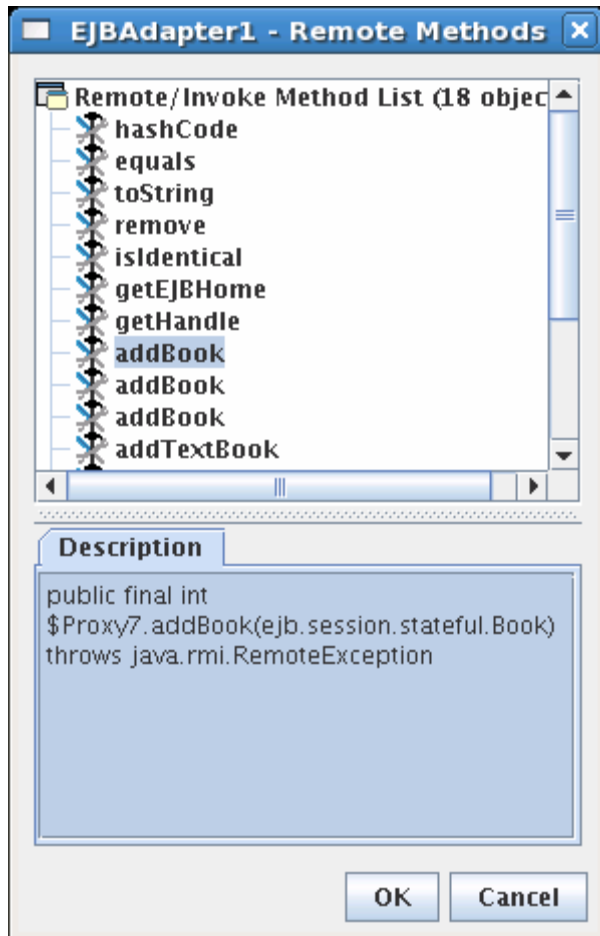 EJBAdapter1 - Remote Methods
Remote/Invoke Method List (18 objec
hashCode
equals
toString
remove
isIdentical
getEJBHome
getHandle
addBook
addBook
addBook
addTextBook
Description
public final int
$Proxy7.addBook(ejb.session.stateful.Book)
throws java.rmi.RemoteException
OK Cancel